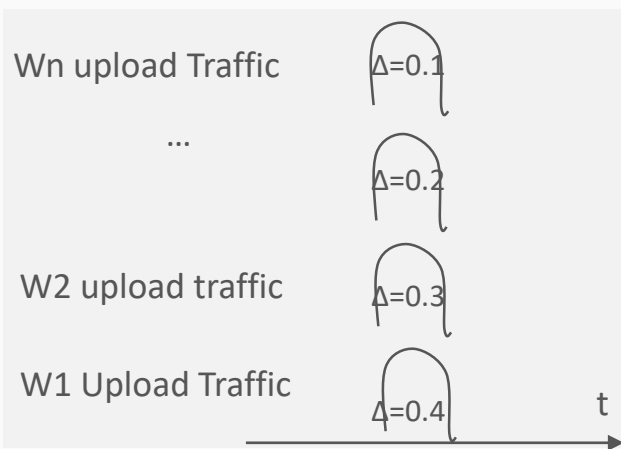 Wn upload Traffic Δ=0.1
...
Δ=0.2
W2 upload traffic Δ=0.3
W1 Upload Traffic Δ=0.4
t